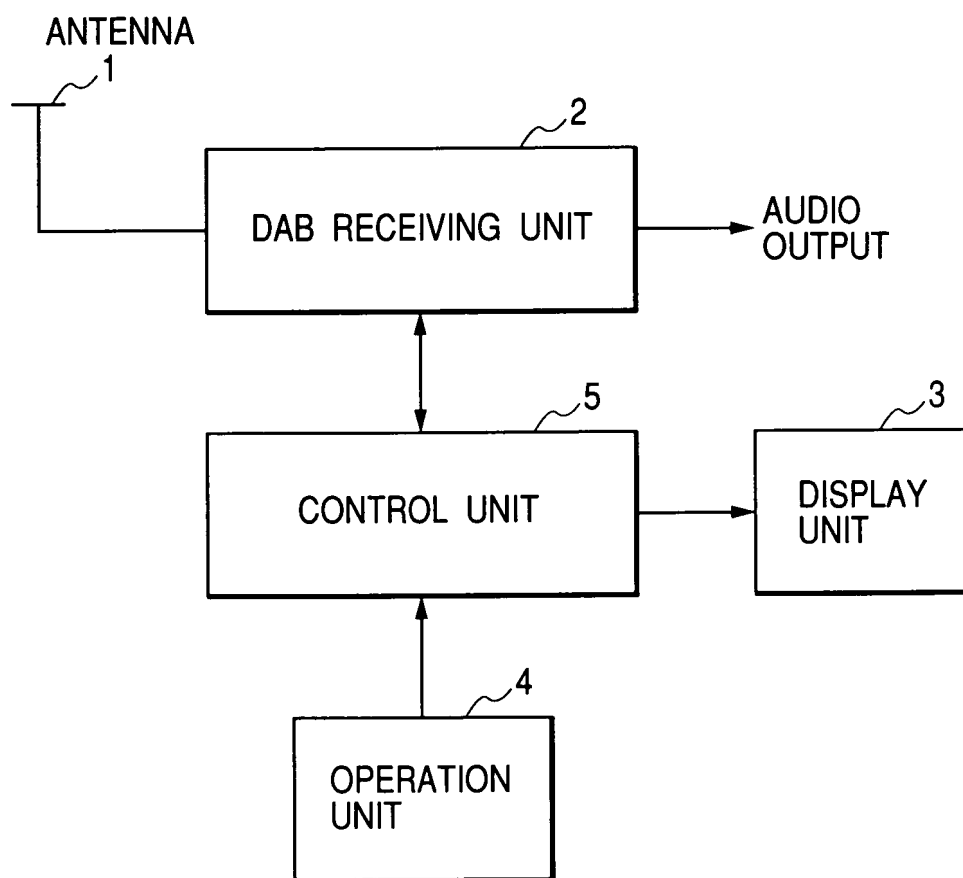 ANTENNA
1
2
DAB RECEIVING UNIT
AUDIO
OUTPUT
5
CONTROL UNIT
3
DISPLAY
UNIT
4
OPERATION
UNIT